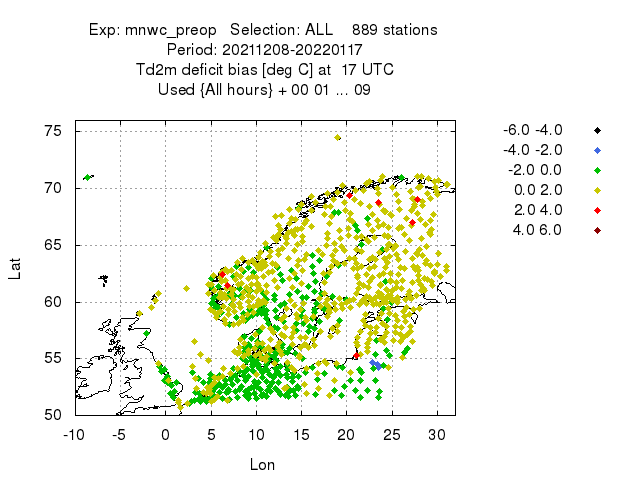 Exp: mnwc_preop   Selection: ALL    889 stations
Period: 20211208-20220117
Td2m deficit bias [deg C] at  17 UTC
Used {All hours} + 00 01 ... 09
-6.0 -4.0
-4.0 -2.0
-2.0 0.0
0.0 2.0
2.0 4.0
4.0 6.0
75
70
65
60
55
50
Lat
-10 -5 0 5 10 15 20 25 30
Lon